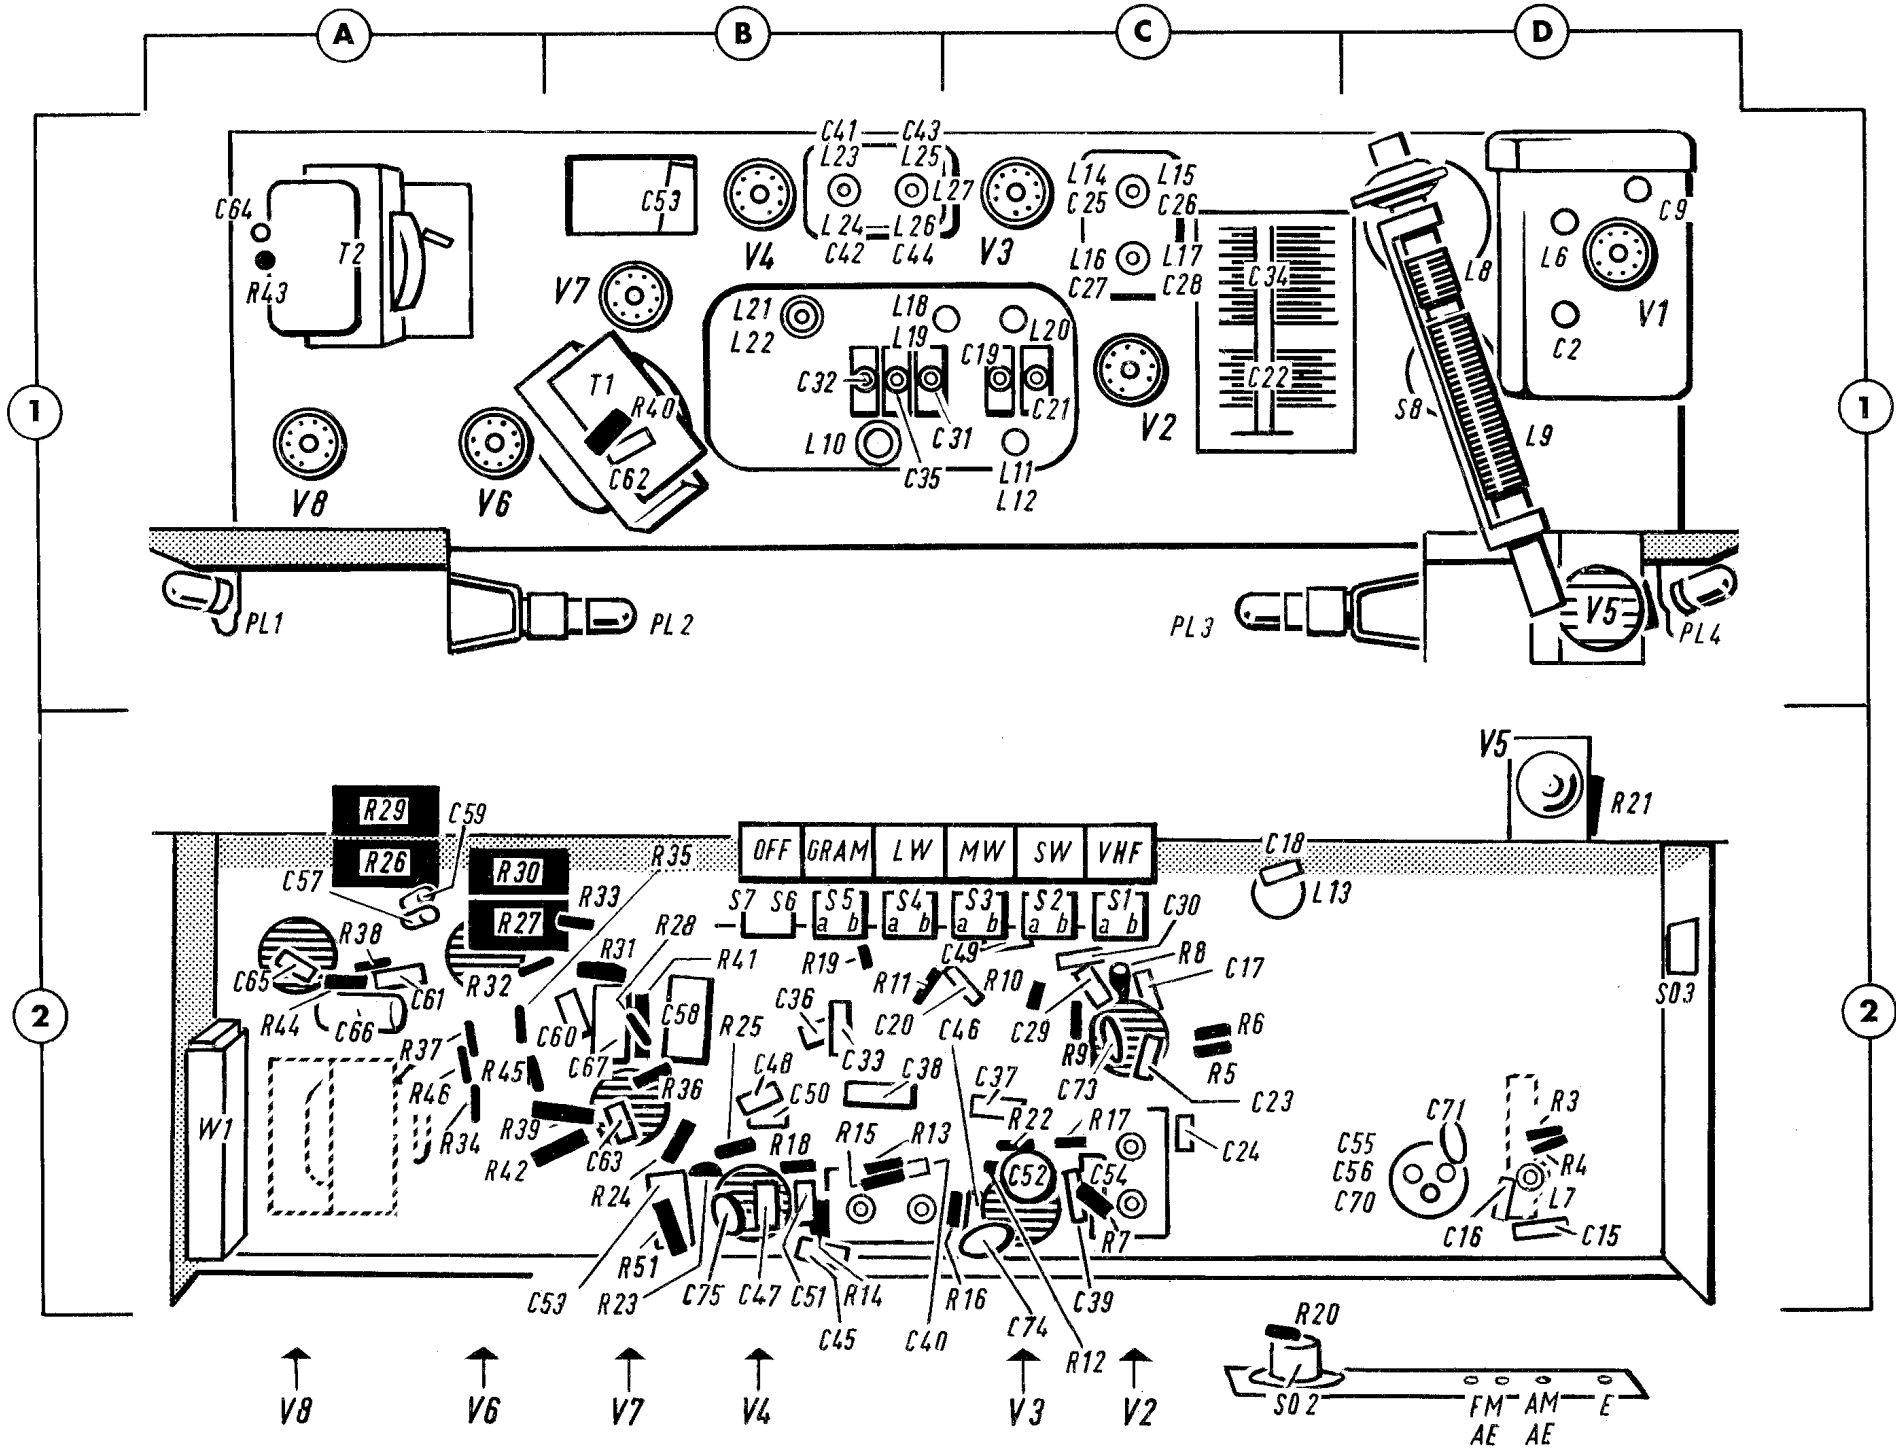 A B C D
C41 C43
L23 L25
L14 L15
C64 C53 L27 C25 C26 C9
T2 L24 L26
V4 C42 C44 V3 L6
R43 V7 L16 L17 C34 L8
C27 C28
L21 L18 L20 V1
L22 L19 C19 C2
1 C32 T1 C22 1
R40 C21 S8
L10 C31 V2 L9
C62 C35 L11
V8 V6 L12
PL1 PL2 PL3 V5 PL4
V5
R29 C59 R21
R26 R35 OFF GRAM LW MW SW VHF C18
C57 R30 L13
R33 S7 S6 S5 S4 S3 S2 S1 C30
R27 a b a b a b a b a b
R38 R28 C49 R8
R31 R41 R19 R11 R10 C17
C65 C61 R32 SO3
2 R44 C66 C60 C58 R25 C36 C20 C46 C29 R6 2
R37 C33 R9
R45 C67 C48 C38 C37 C73 R5
R46 R36 C50 C23
W1 R39 R22 R17 C71 R3
R34 R18 R15 R13 C24 C55
R42 C63 C52 C54 C56 R4
R24 C70 L7
R7 C16 C15
R51
C53 R23 C75 C47 C51 R14 R16 C39
C45 C40 C74 R20
R12
V8 V6 V7 V4 V3 V2 SO2 FM AM E
AE AE